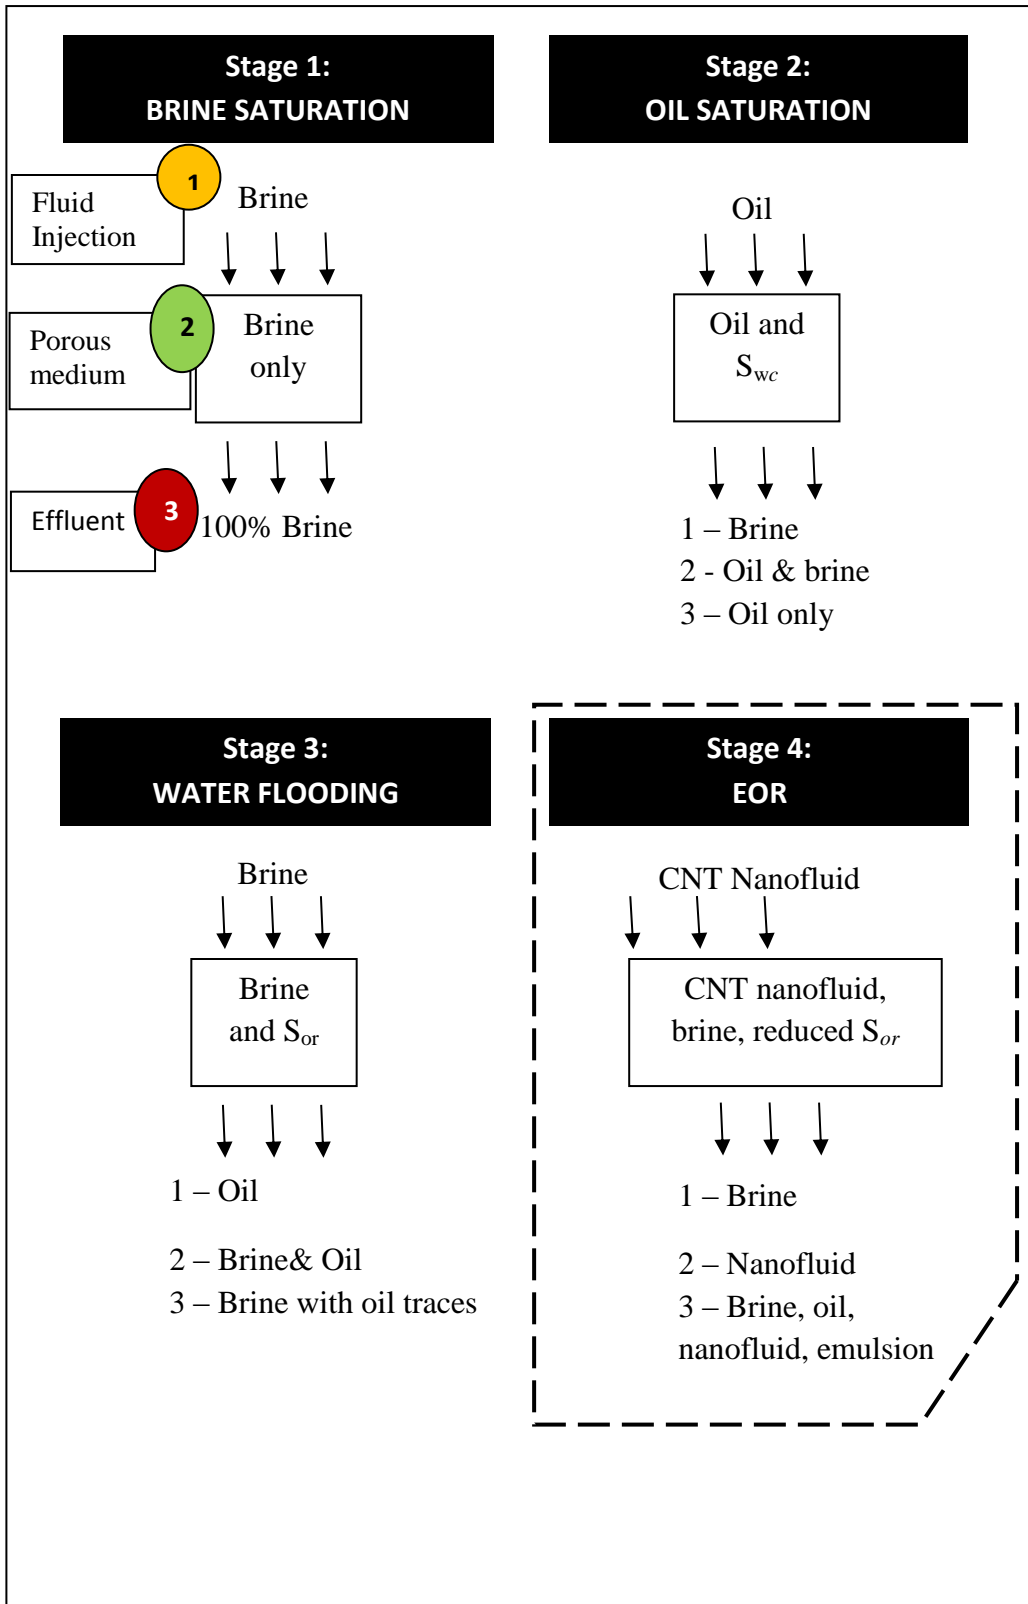 Stage 1:
BRINE SATURATION
1
Fluid
Injection
Brine
2
Porous
medium
Brine
only
3
Effluent
100% Brine
Stage 2:
OIL SATURATION
Oil
Oil and
Swc
1 – Brine
2 - Oil & brine
3 – Oil only
Stage 3:
WATER FLOODING
Brine
Brine
and Sor
1 – Oil
2 – Brine& Oil
3 – Brine with oil traces
Stage 4:
EOR
CNT Nanofluid
CNT nanofluid,
brine, reduced Sor
1 – Brine
2 – Nanofluid
3 – Brine, oil,
nanofluid, emulsion